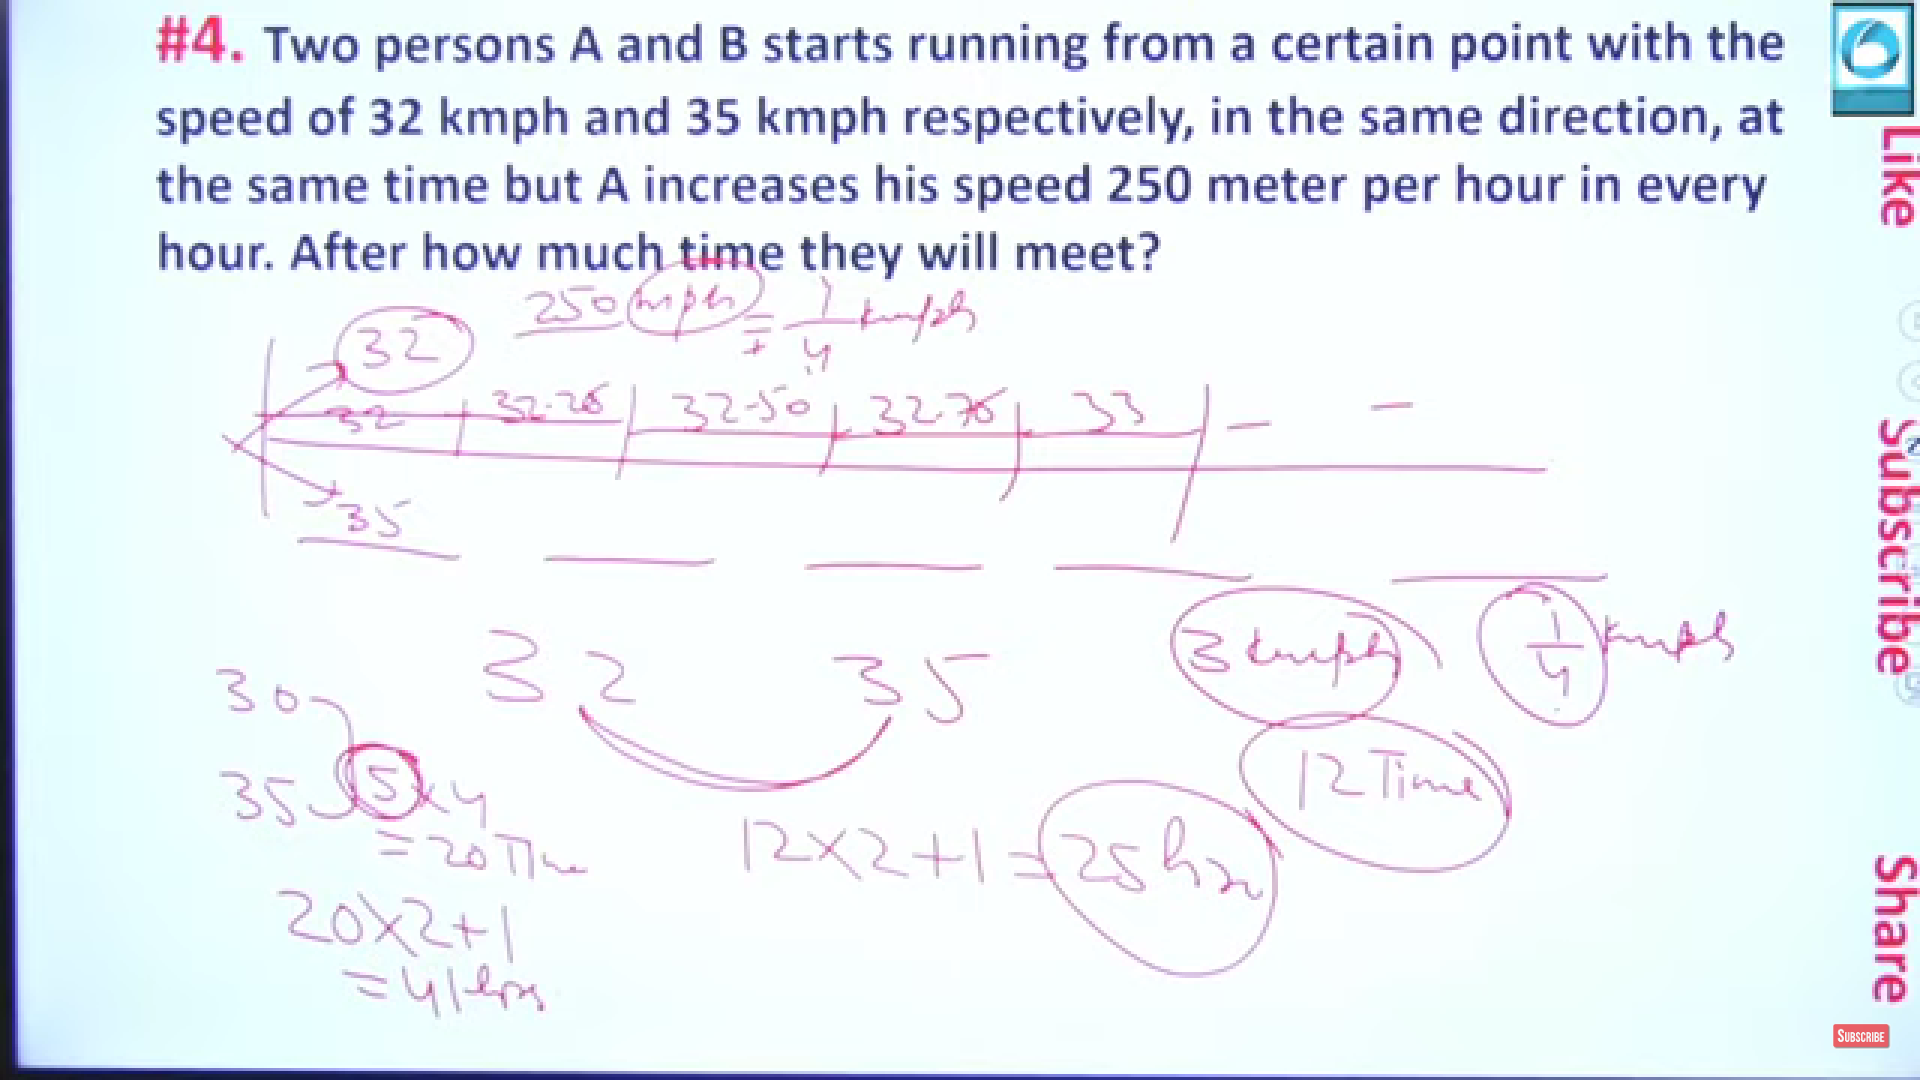 #4. Two persons A and B starts running from a certain point with the
speed of 32 kmph and 35 kmph respectively, in the same direction, at
the same time but A increases his speed 250 meter per hour in every
hour. After how much time they will meet?
250 mph = 1/4 kmph
32
32 32.25 32.50 32.75 33 — —
35
32 35
3 kmph 1/4 kmph
12 Time
30
35 5×4
= 20 Time
20×2+1
= 41 hrs
12×2+1 = 25 hr
Like
Subscribe
Share
SUBSCRIBE